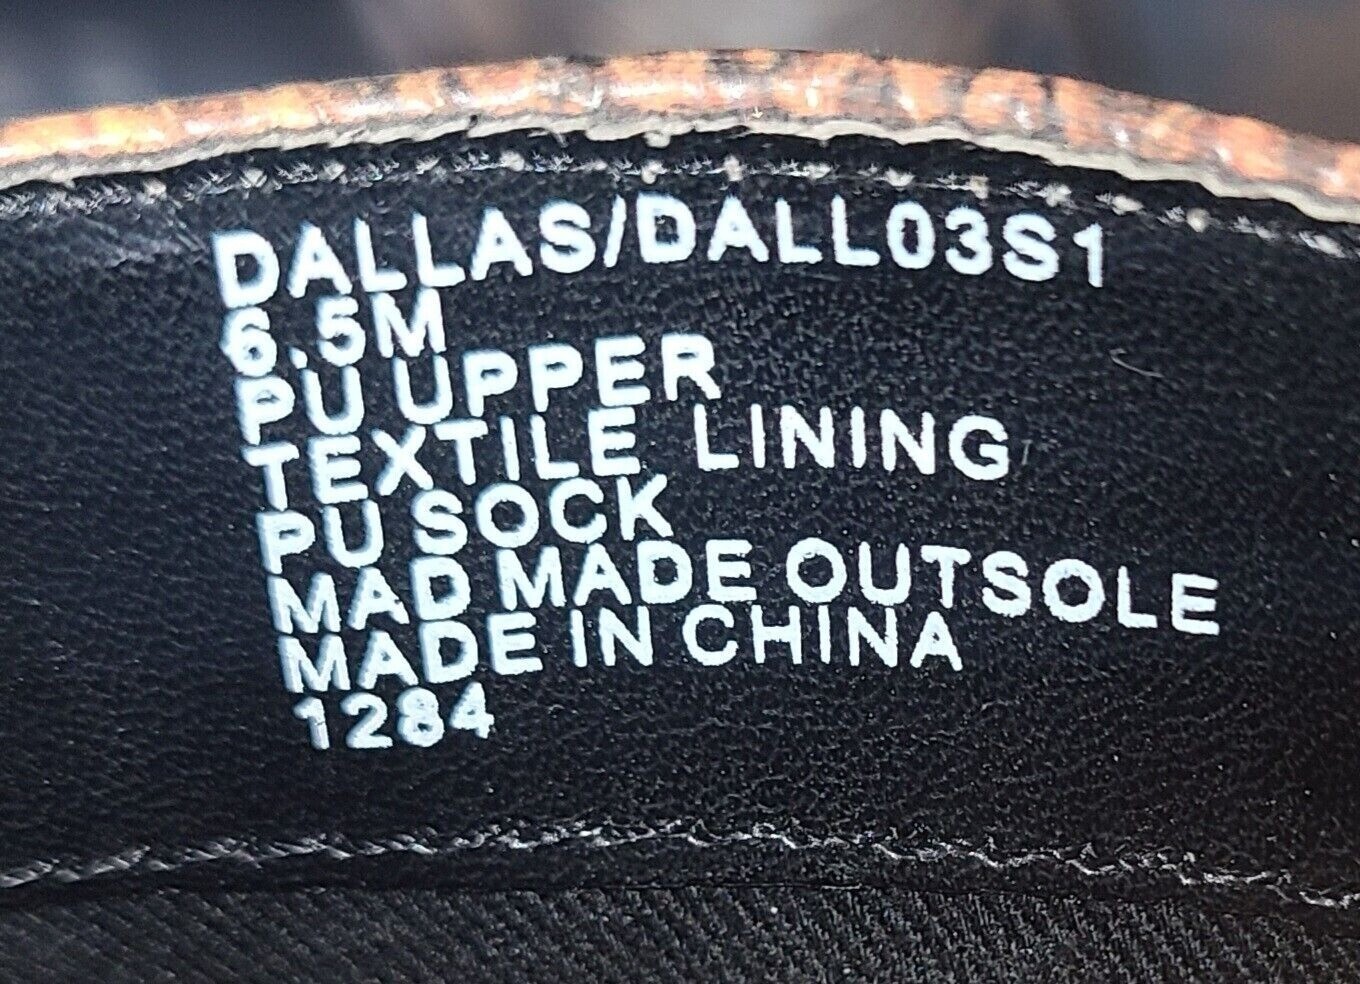 DALLAS/DALL03S1
6.5M
PU UPPER
TEXTILE LINING
PU SOCK
MAD MADE OUTSOLE
MADE IN CHINA
1284